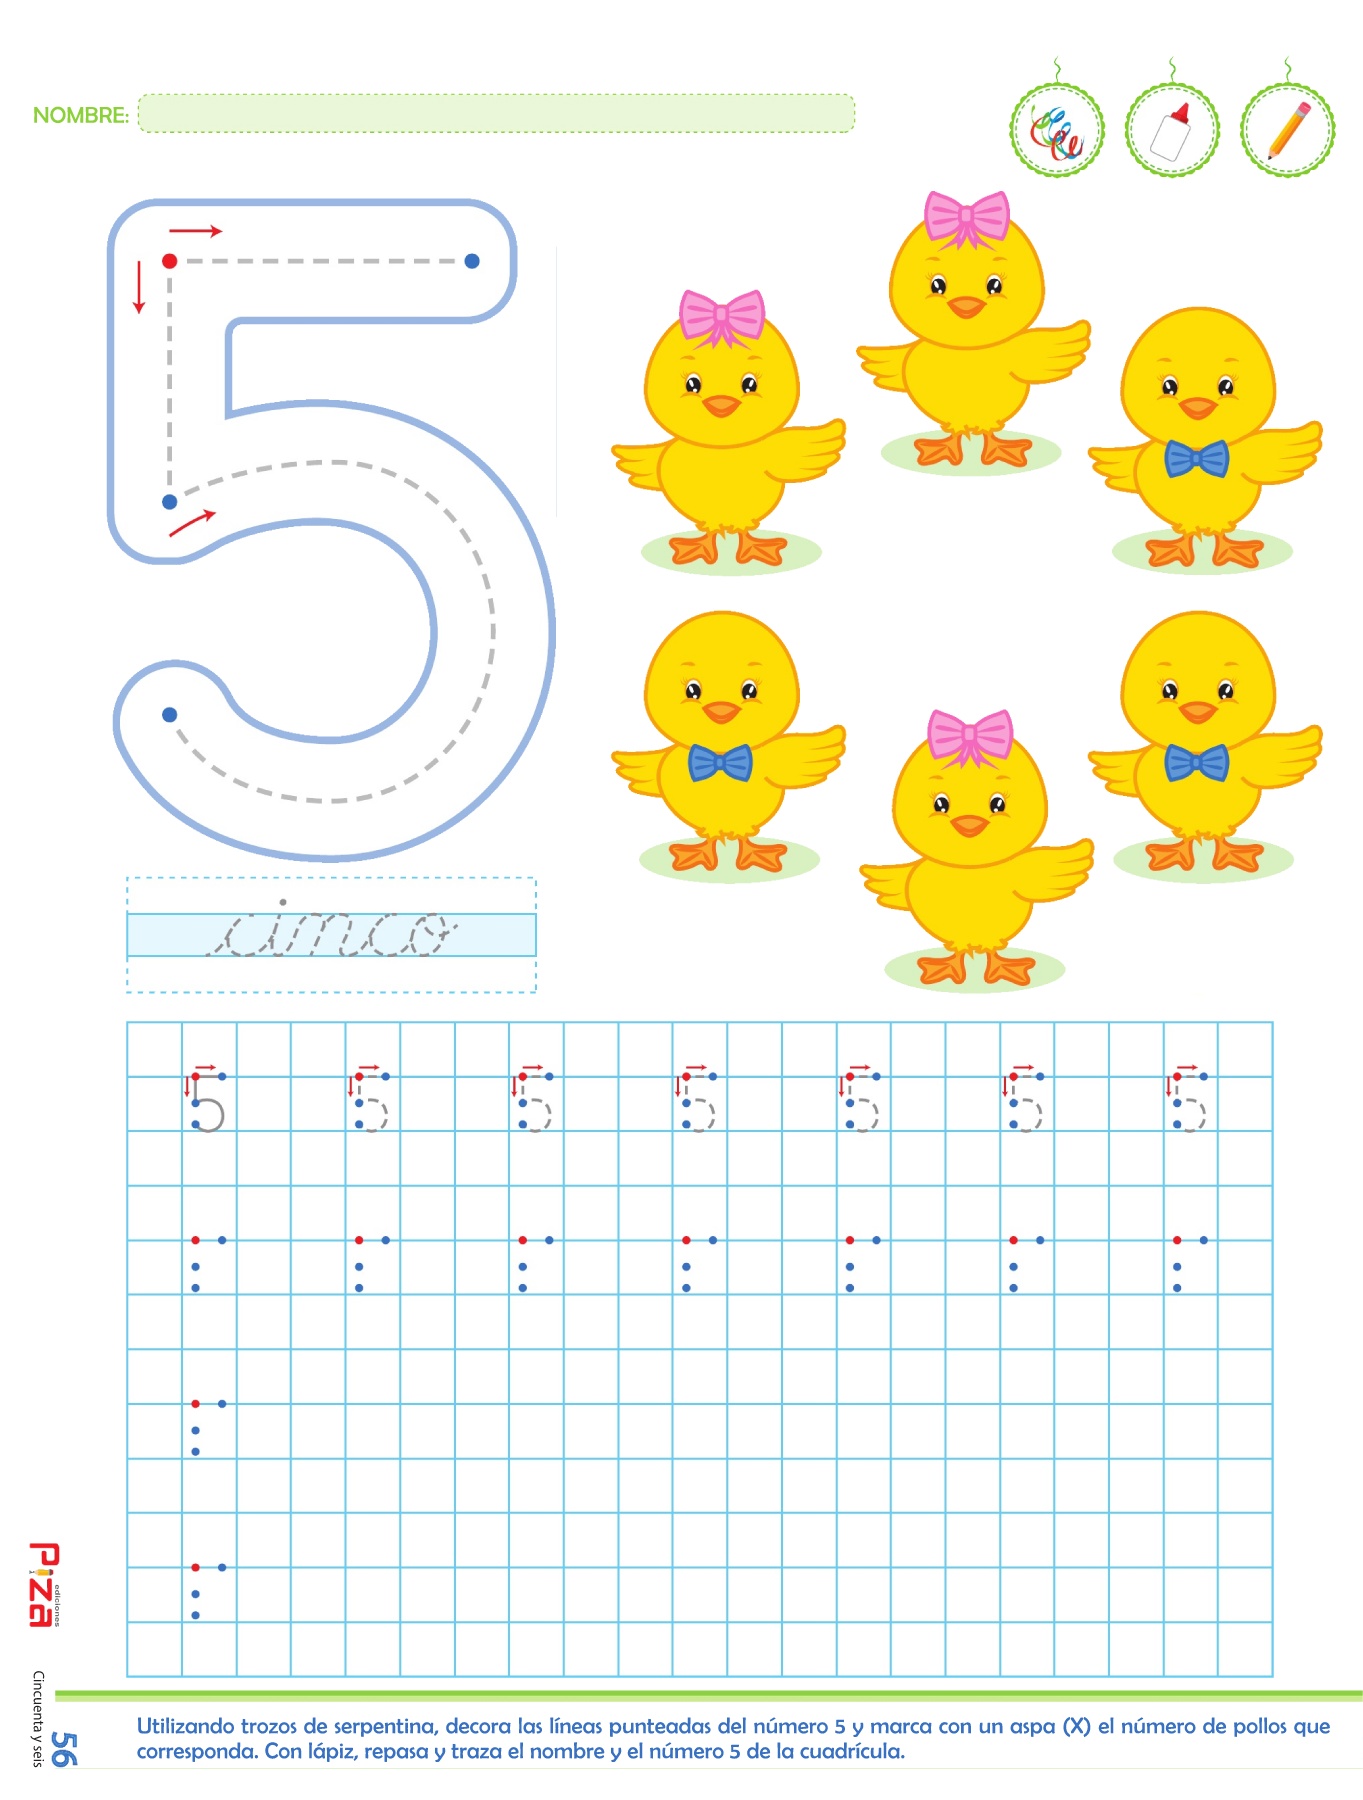 NOMBRE:
5
cinco
5 5 5 5 5 5 5
Utilizando trozos de serpentina, decora las líneas punteadas del número 5 y marca con un aspa (X) el número de pollos que
corresponda. Con lápiz, repasa y traza el nombre y el número 5 de la cuadrícula.
Piza
ediciones
Cincuenta y seis
56